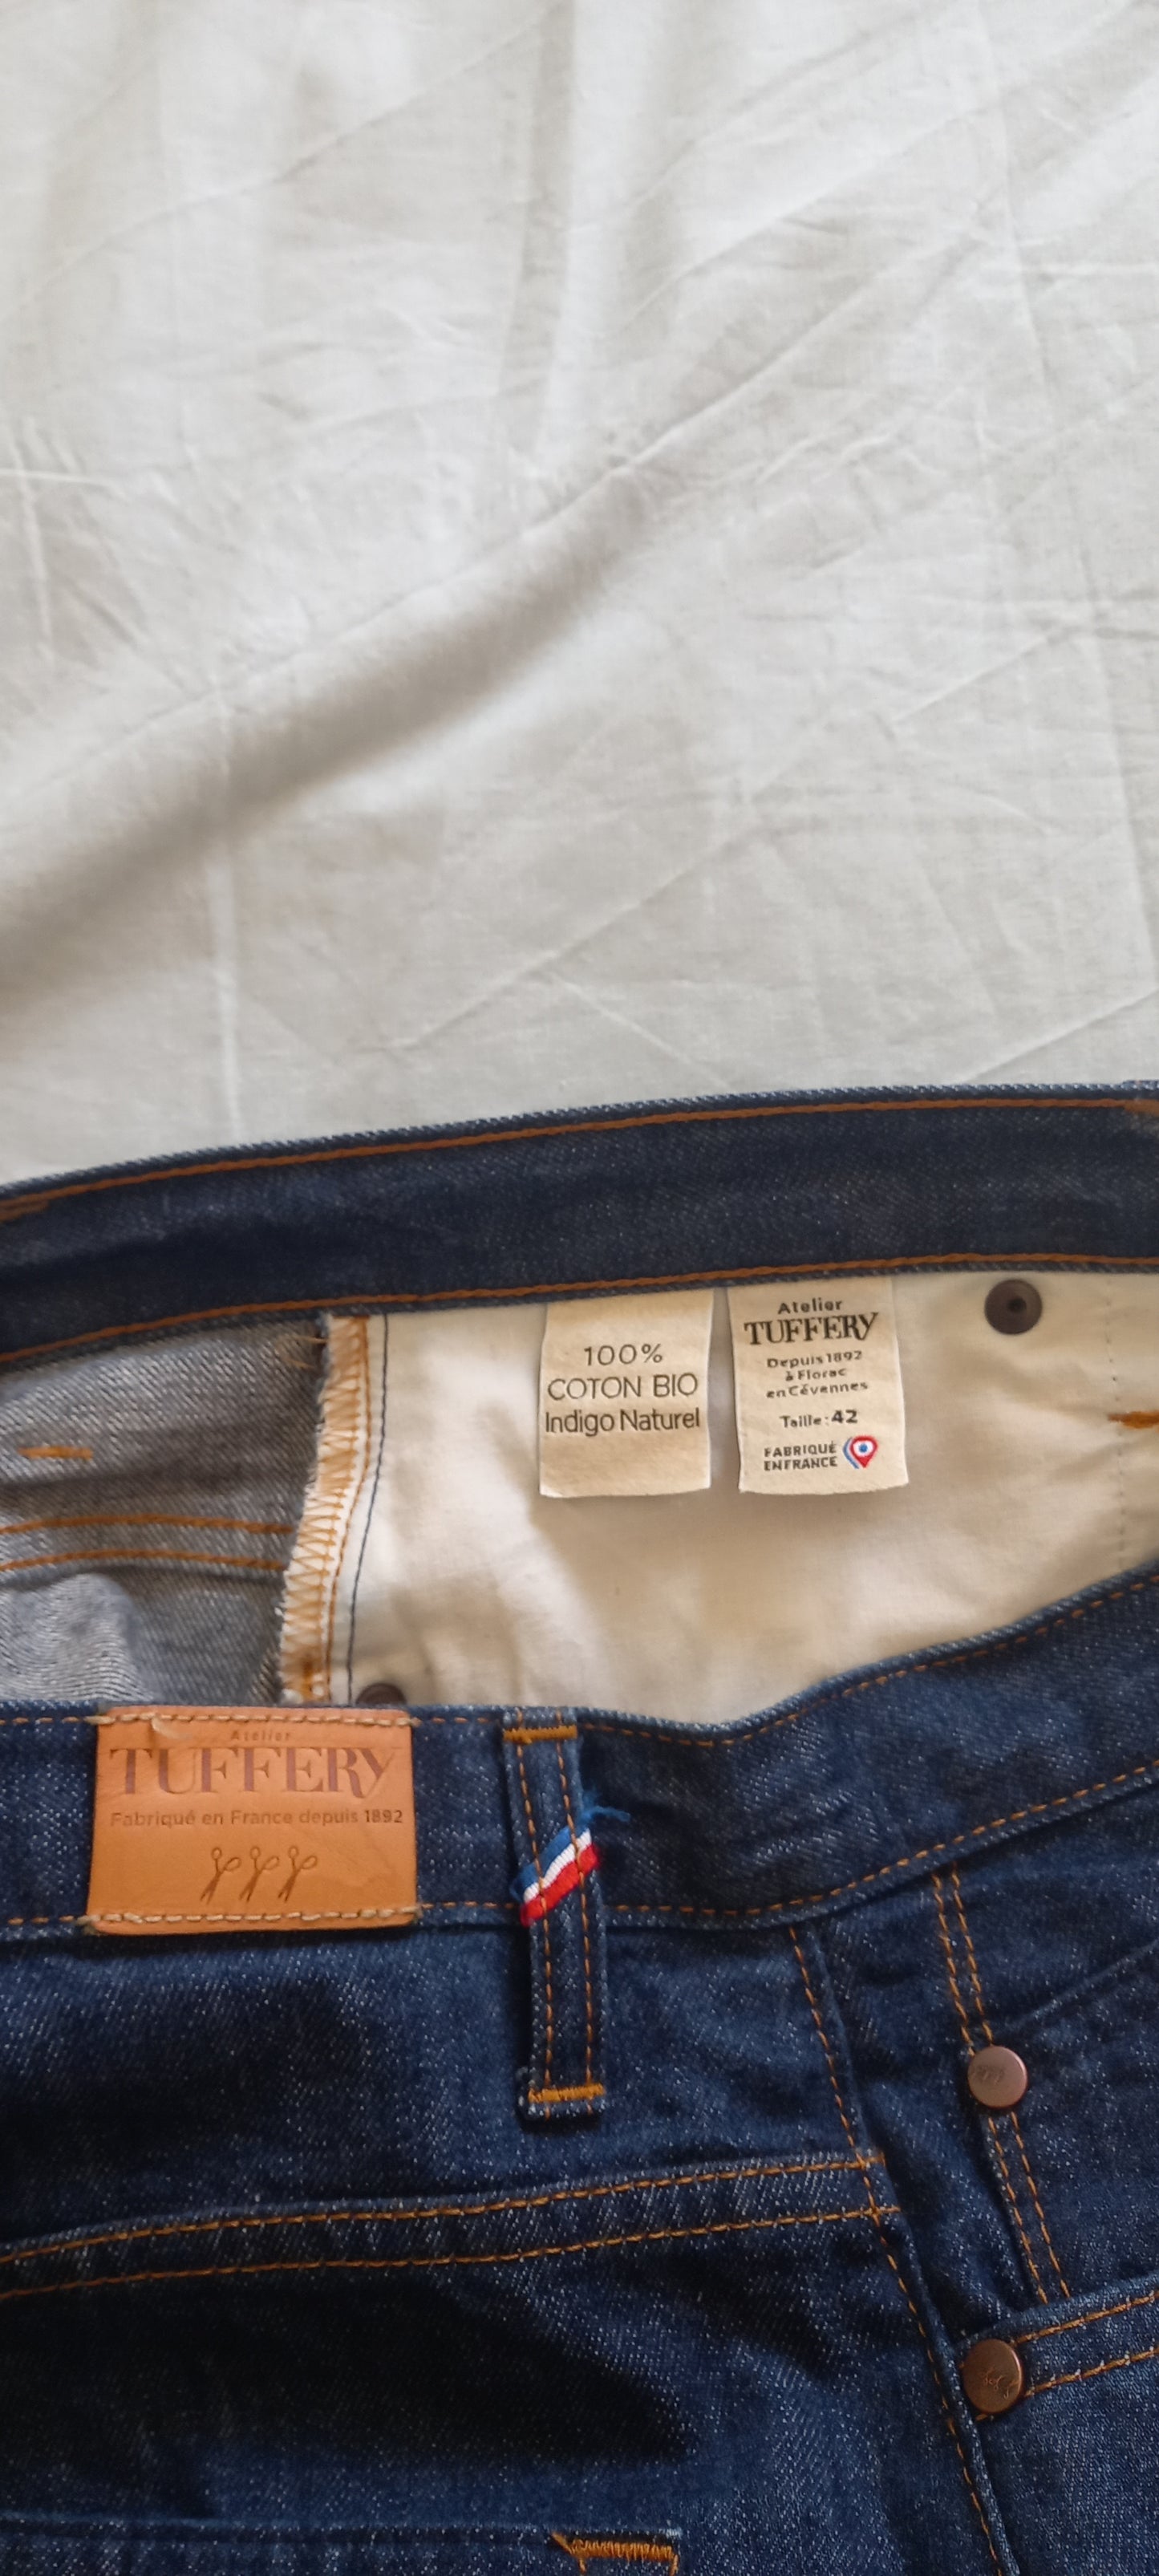 100%
COTON BIO
Indigo Naturel
Atelier
TUFFERY
Depuis 1892
à Florac
en Cévennes
Taille : 42
FABRIQUÉ
EN FRANCE
Atelier
TUFFERY
Fabriqué en France depuis 1892